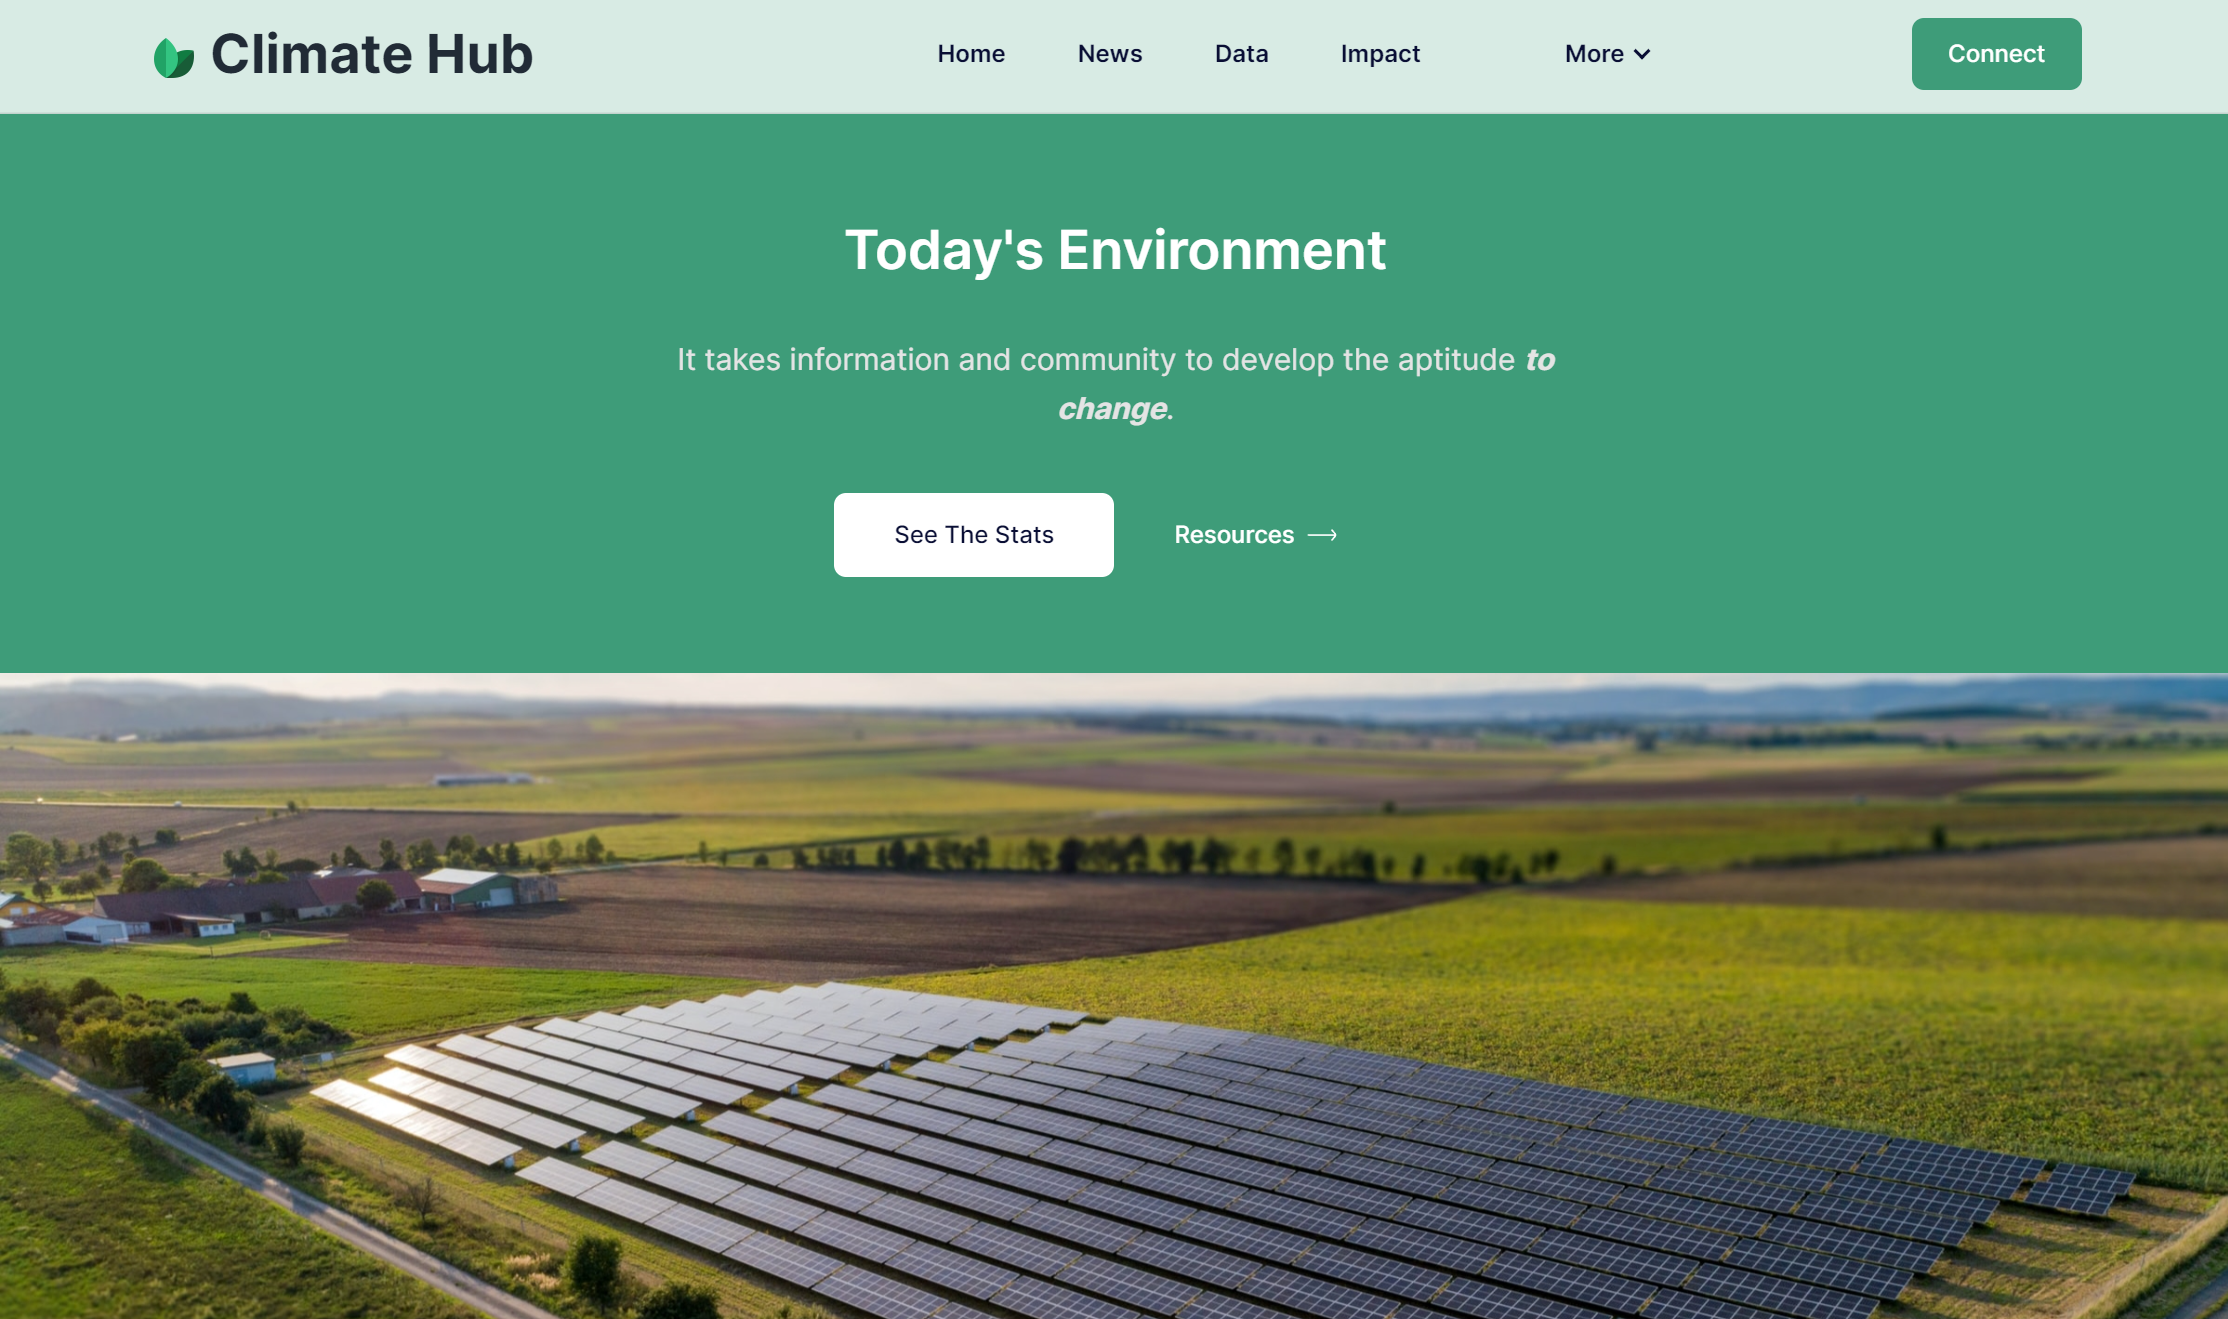 Climate Hub
Home
News
Data
Impact
More
Connect
Today's Environment
It takes information and community to develop the aptitude to
change.
See The Stats
Resources